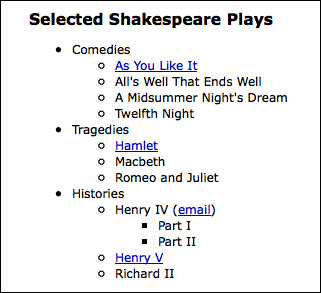 Selected Shakespeare Plays
Comedies
As You Like It
All's Well That Ends Well
A Midsummer Night's Dream
Twelfth Night
Tragedies
Hamlet
Macbeth
Romeo and Juliet
Histories
Henry IV (email)
Part I
Part II
Henry V
Richard II